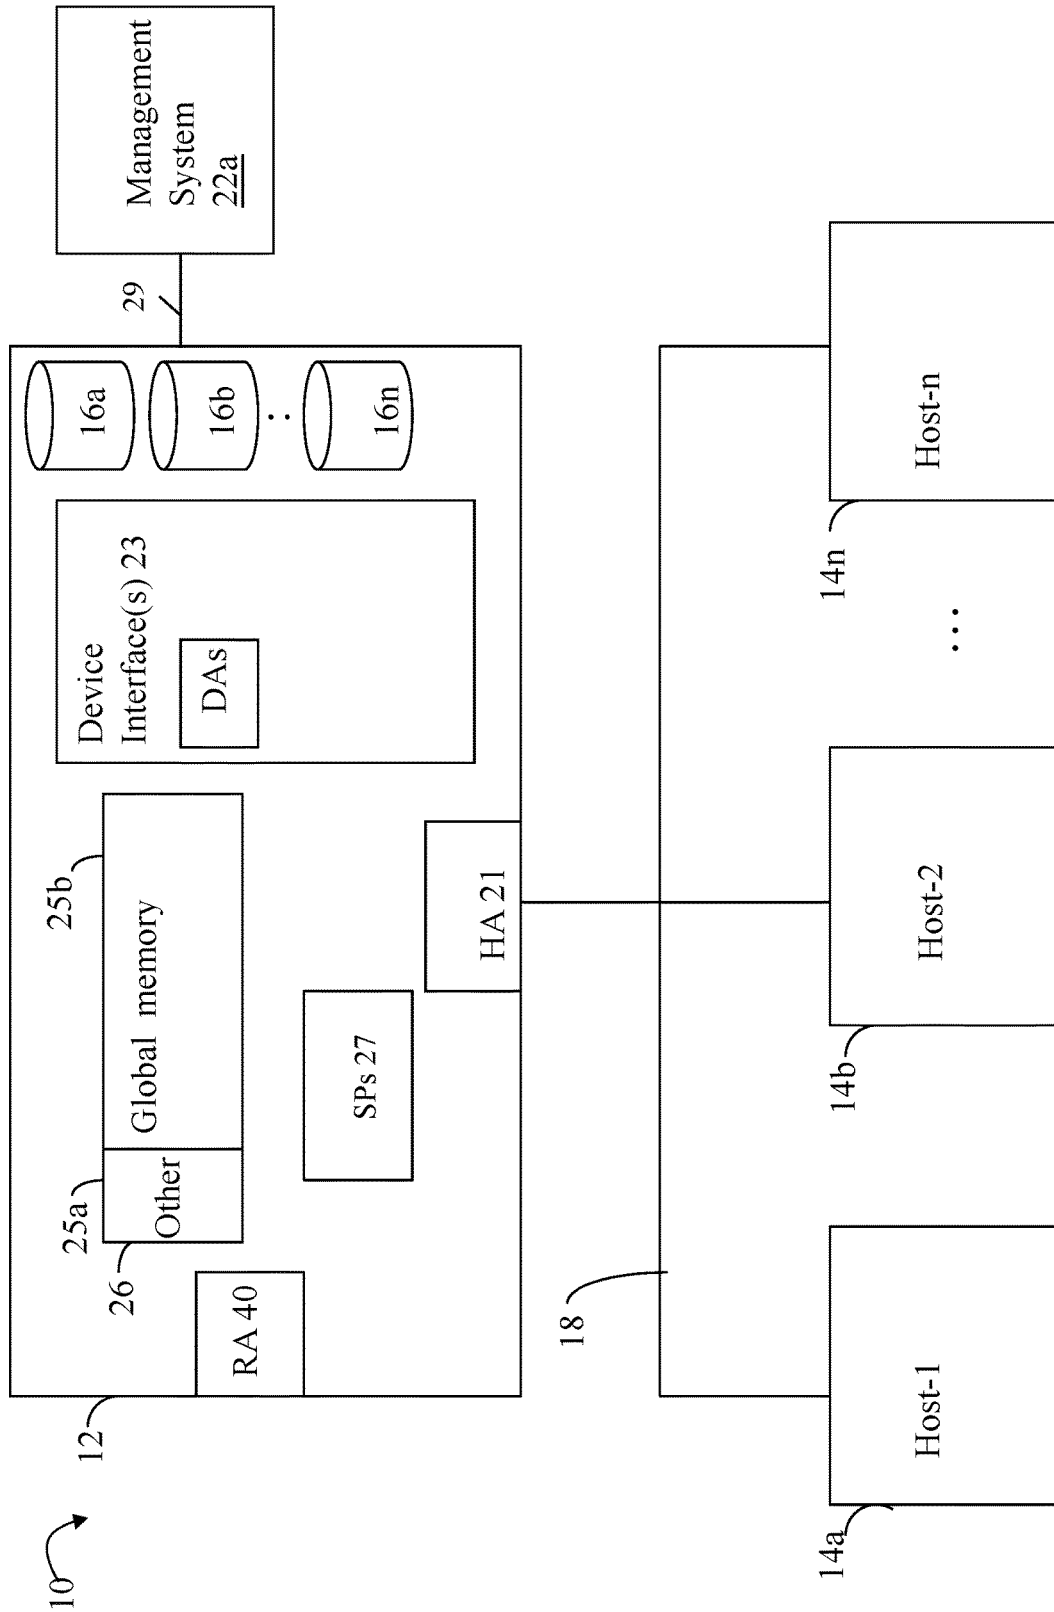 10
12
26
25a
25b
Other
Global memory
RA 40
SPs 27
HA 21
Device
Interface(s) 23
DAs
16a
16b
:
16n
29
Management
System
22a
18
14a
Host-1
14b
Host-2
...
14n
Host-n